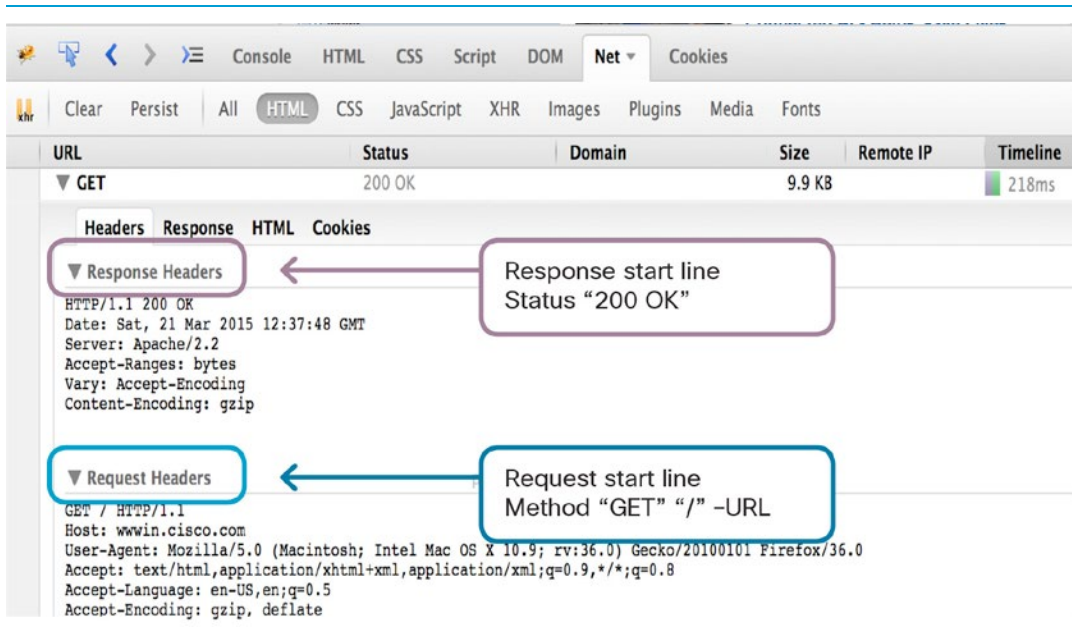 Console HTML CSS Script DOM Net Cookies
xhr Clear Persist All HTML CSS JavaScript XHR Images Plugins Media Fonts
URL Status Domain Size Remote IP Timeline
GET 200 OK 9.9 KB 218ms
Headers Response HTML Cookies
Response Headers
Response start line
Status “200 OK”
HTTP/1.1 200 OK
Date: Sat, 21 Mar 2015 12:37:48 GMT
Server: Apache/2.2
Accept-Ranges: bytes
Vary: Accept-Encoding
Content-Encoding: gzip
Request Headers
Request start line
Method “GET” “/” –URL
GET / HTTP/1.1
Host: wwwin.cisco.com
User-Agent: Mozilla/5.0 (Macintosh; Intel Mac OS X 10.9; rv:36.0) Gecko/20100101 Firefox/36.0
Accept: text/html,application/xhtml+xml,application/xml;q=0.9,*/*;q=0.8
Accept-Language: en-US,en;q=0.5
Accept-Encoding: gzip, deflate